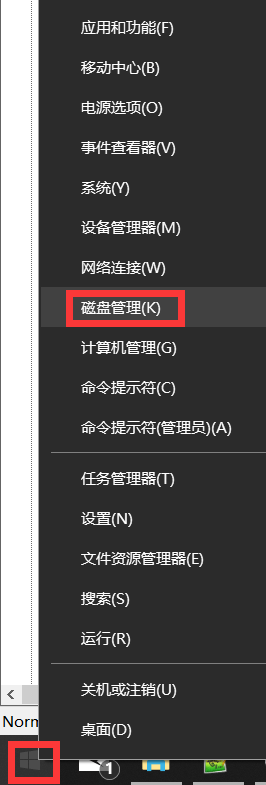 应用和功能(F)
移动中心(B)
电源选项(O)
事件查看器(V)
系统(Y)
设备管理器(M)
网络连接(W)
磁盘管理(K)
计算机管理(G)
命令提示符(C)
命令提示符(管理员)(A)
任务管理器(T)
设置(N)
文件资源管理器(E)
搜索(S)
运行(R)
关机或注销(U)
桌面(D)
Norm
1